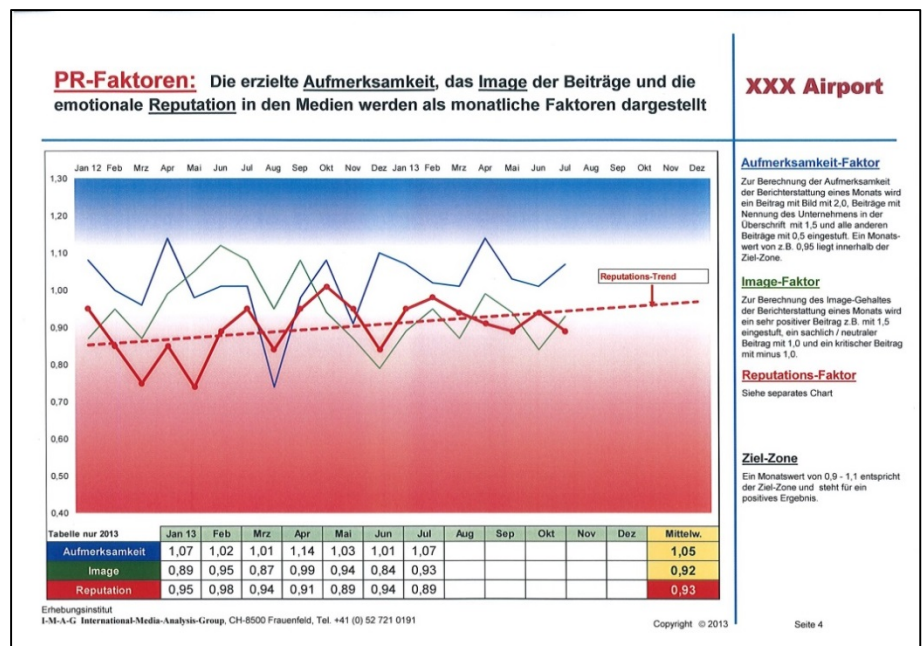 PR-Faktoren: Die erzielte Aufmerksamkeit, das Image der Beiträge und die
emotionale Reputation in den Medien werden als monatliche Faktoren dargestellt
XXX Airport
Jan 12 Feb Mrz Apr Mai Jun Jul Aug Sep Okt Nov Dez Jan 13 Feb Mrz Apr Mai Jun Jul Aug Sep Okt Nov Dez
1,30
1,20
1,10
1,00
0,90
0,80
0,70
0,60
0,50
0,40
Reputations-Trend
Tabelle nur 2013 Jan 13 Feb Mrz Apr Mai Jun Jul Aug Sep Okt Nov Dez Mittelw.
Aufmerksamkeit 1,07 1,02 1,01 1,14 1,03 1,01 1,07 1,05
Image 0,89 0,95 0,87 0,99 0,94 0,84 0,93 0,92
Reputation 0,95 0,98 0,94 0,91 0,89 0,94 0,89 0,93
Aufmerksamkeit-Faktor
Zur Berechnung der Aufmerksamkeit
der Berichterstattung eines Monats wird
ein Beitrag mit Bild mit 2,0, Beiträge mit
Nennung des Unternehmens in der
Überschrift mit 1,5 und alle anderen
Beiträge mit 0,5 eingestuft. Ein Monats-
wert von z.B. 0,95 liegt innerhalb der
Ziel-Zone.
Image-Faktor
Zur Berechnung des Image-Gehaltes
der Berichterstattung eines Monats wird
ein sehr positiver Beitrag z.B. mit 1,5
eingestuft, ein sachlich / neutraler
Beitrag mit 1,0 und ein kritischer Beitrag
mit minus 1,0.
Reputations-Faktor
Siehe separates Chart
Ziel-Zone
Ein Monatswert von 0,9 - 1,1 entspricht
der Ziel-Zone und steht für ein
positives Ergebnis.
Erhebungsinstitut
I-M-A-G International-Media-Analysis-Group, CH-8500 Frauenfeld, Tel. +41 (0) 52 721 0191
Copyright © 2013
Seite 4